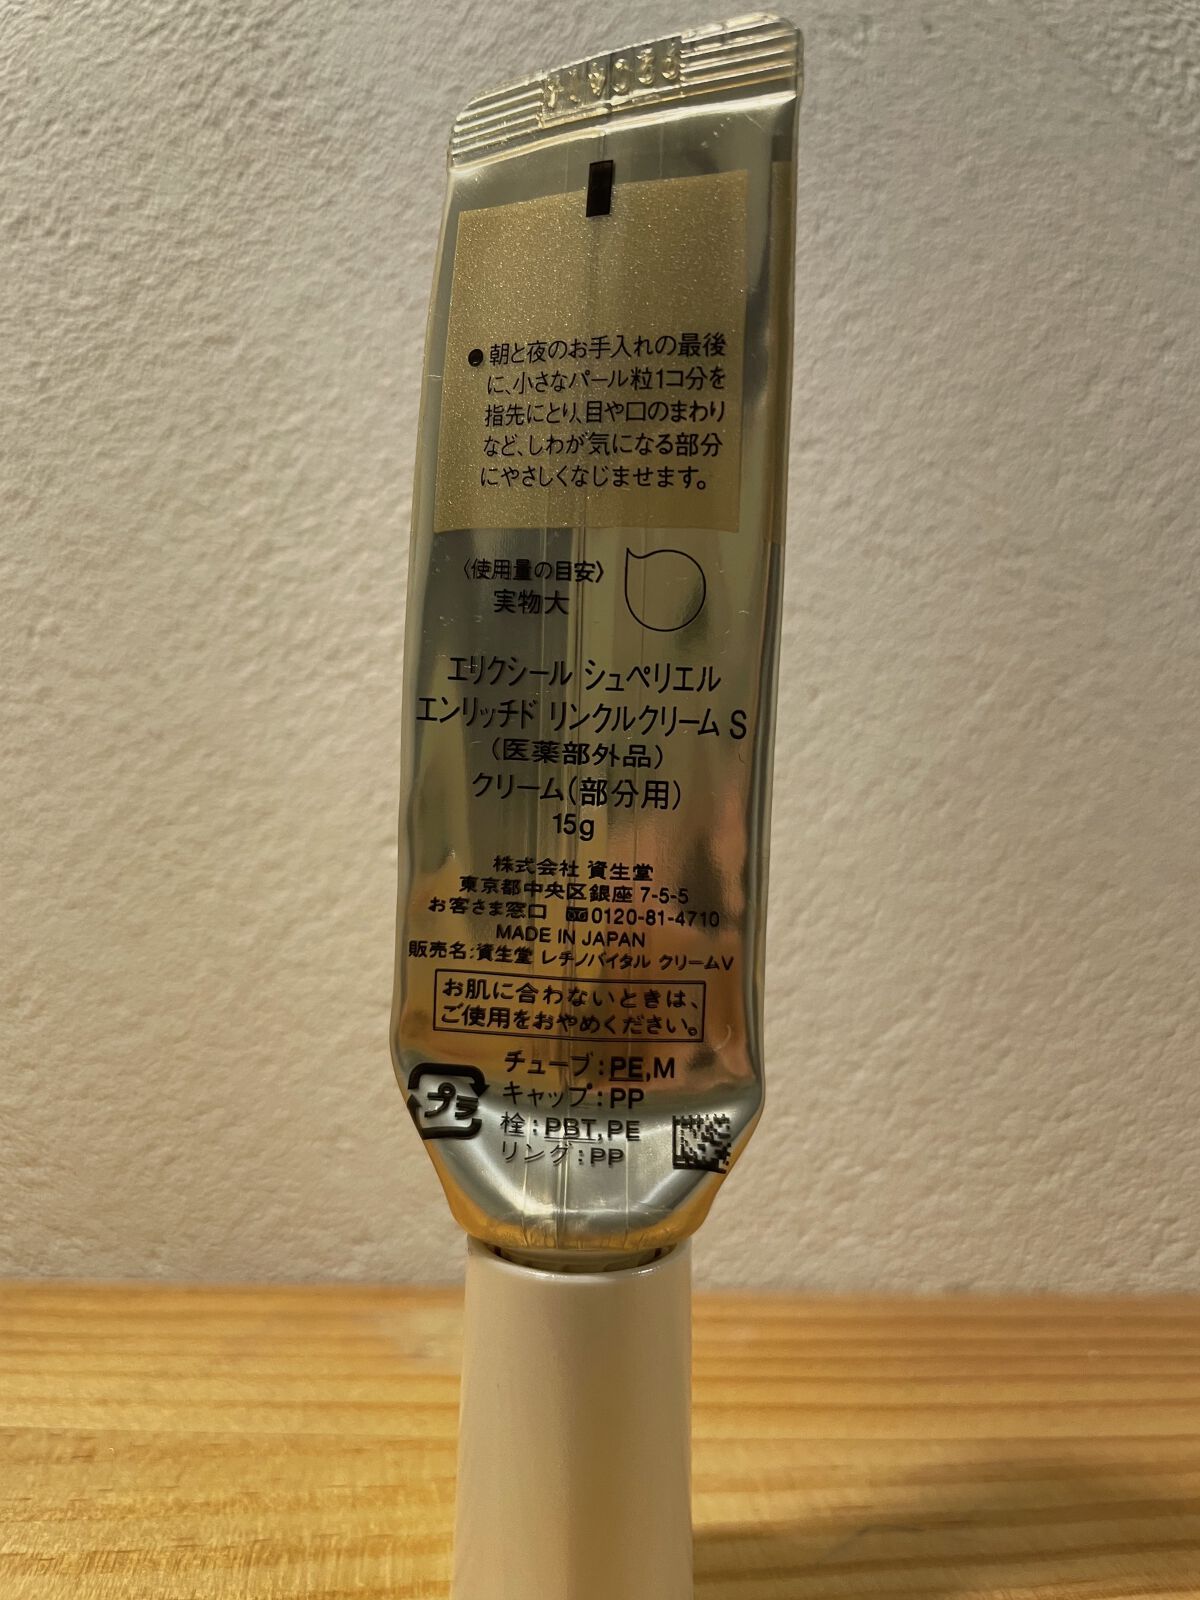 ●朝と夜のお手入れの最後
に、小さなパール粒1コ分を
指先にとり、目や口のまわり
など、しわが気になる部分
にやさしくなじませます。
〈使用量の目安〉
実物大
エリクシール シュペリエル
エンリッチド リンクルクリーム S
(医薬部外品)
クリーム(部分用)
15g
株式会社 資生堂
東京都中央区銀座 7-5-5
お客さま窓口 0120-81-4710
MADE IN JAPAN
販売名:資生堂 レチノバイタル クリームV
お肌に合わないときは、
ご使用をおやめください。
チューブ:PE,M
キャップ:PP
栓:PBT,PE
リング:PP
プラ